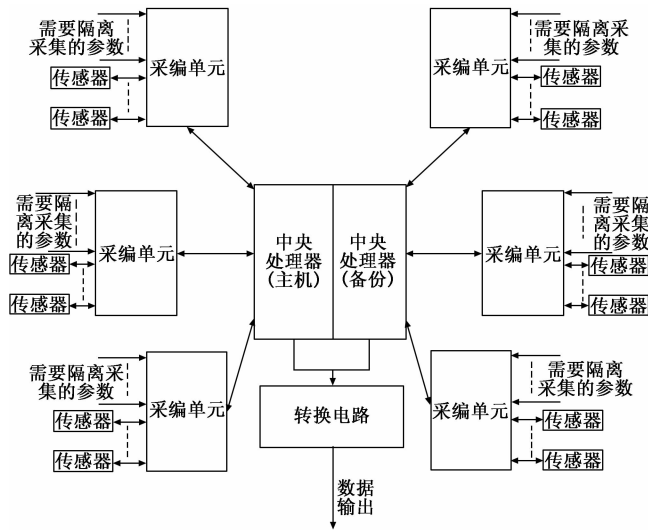 需要隔离
采集的参数
传感器
传感器
采编单元
需要隔离采
集的参数
采编单元
传感器
传感器
需要隔
离采集
的参数
传感器
传感器
采编单元
中央
处理器
(主机)
中央
处理器
(备份)
采编单元
需要隔
离采集
的参数
传感器
传感器
需要隔离采
集的参数
传感器
传感器
采编单元
转换电路
采编单元
需要隔离
采集的参数
传感器
传感器
数据
输出